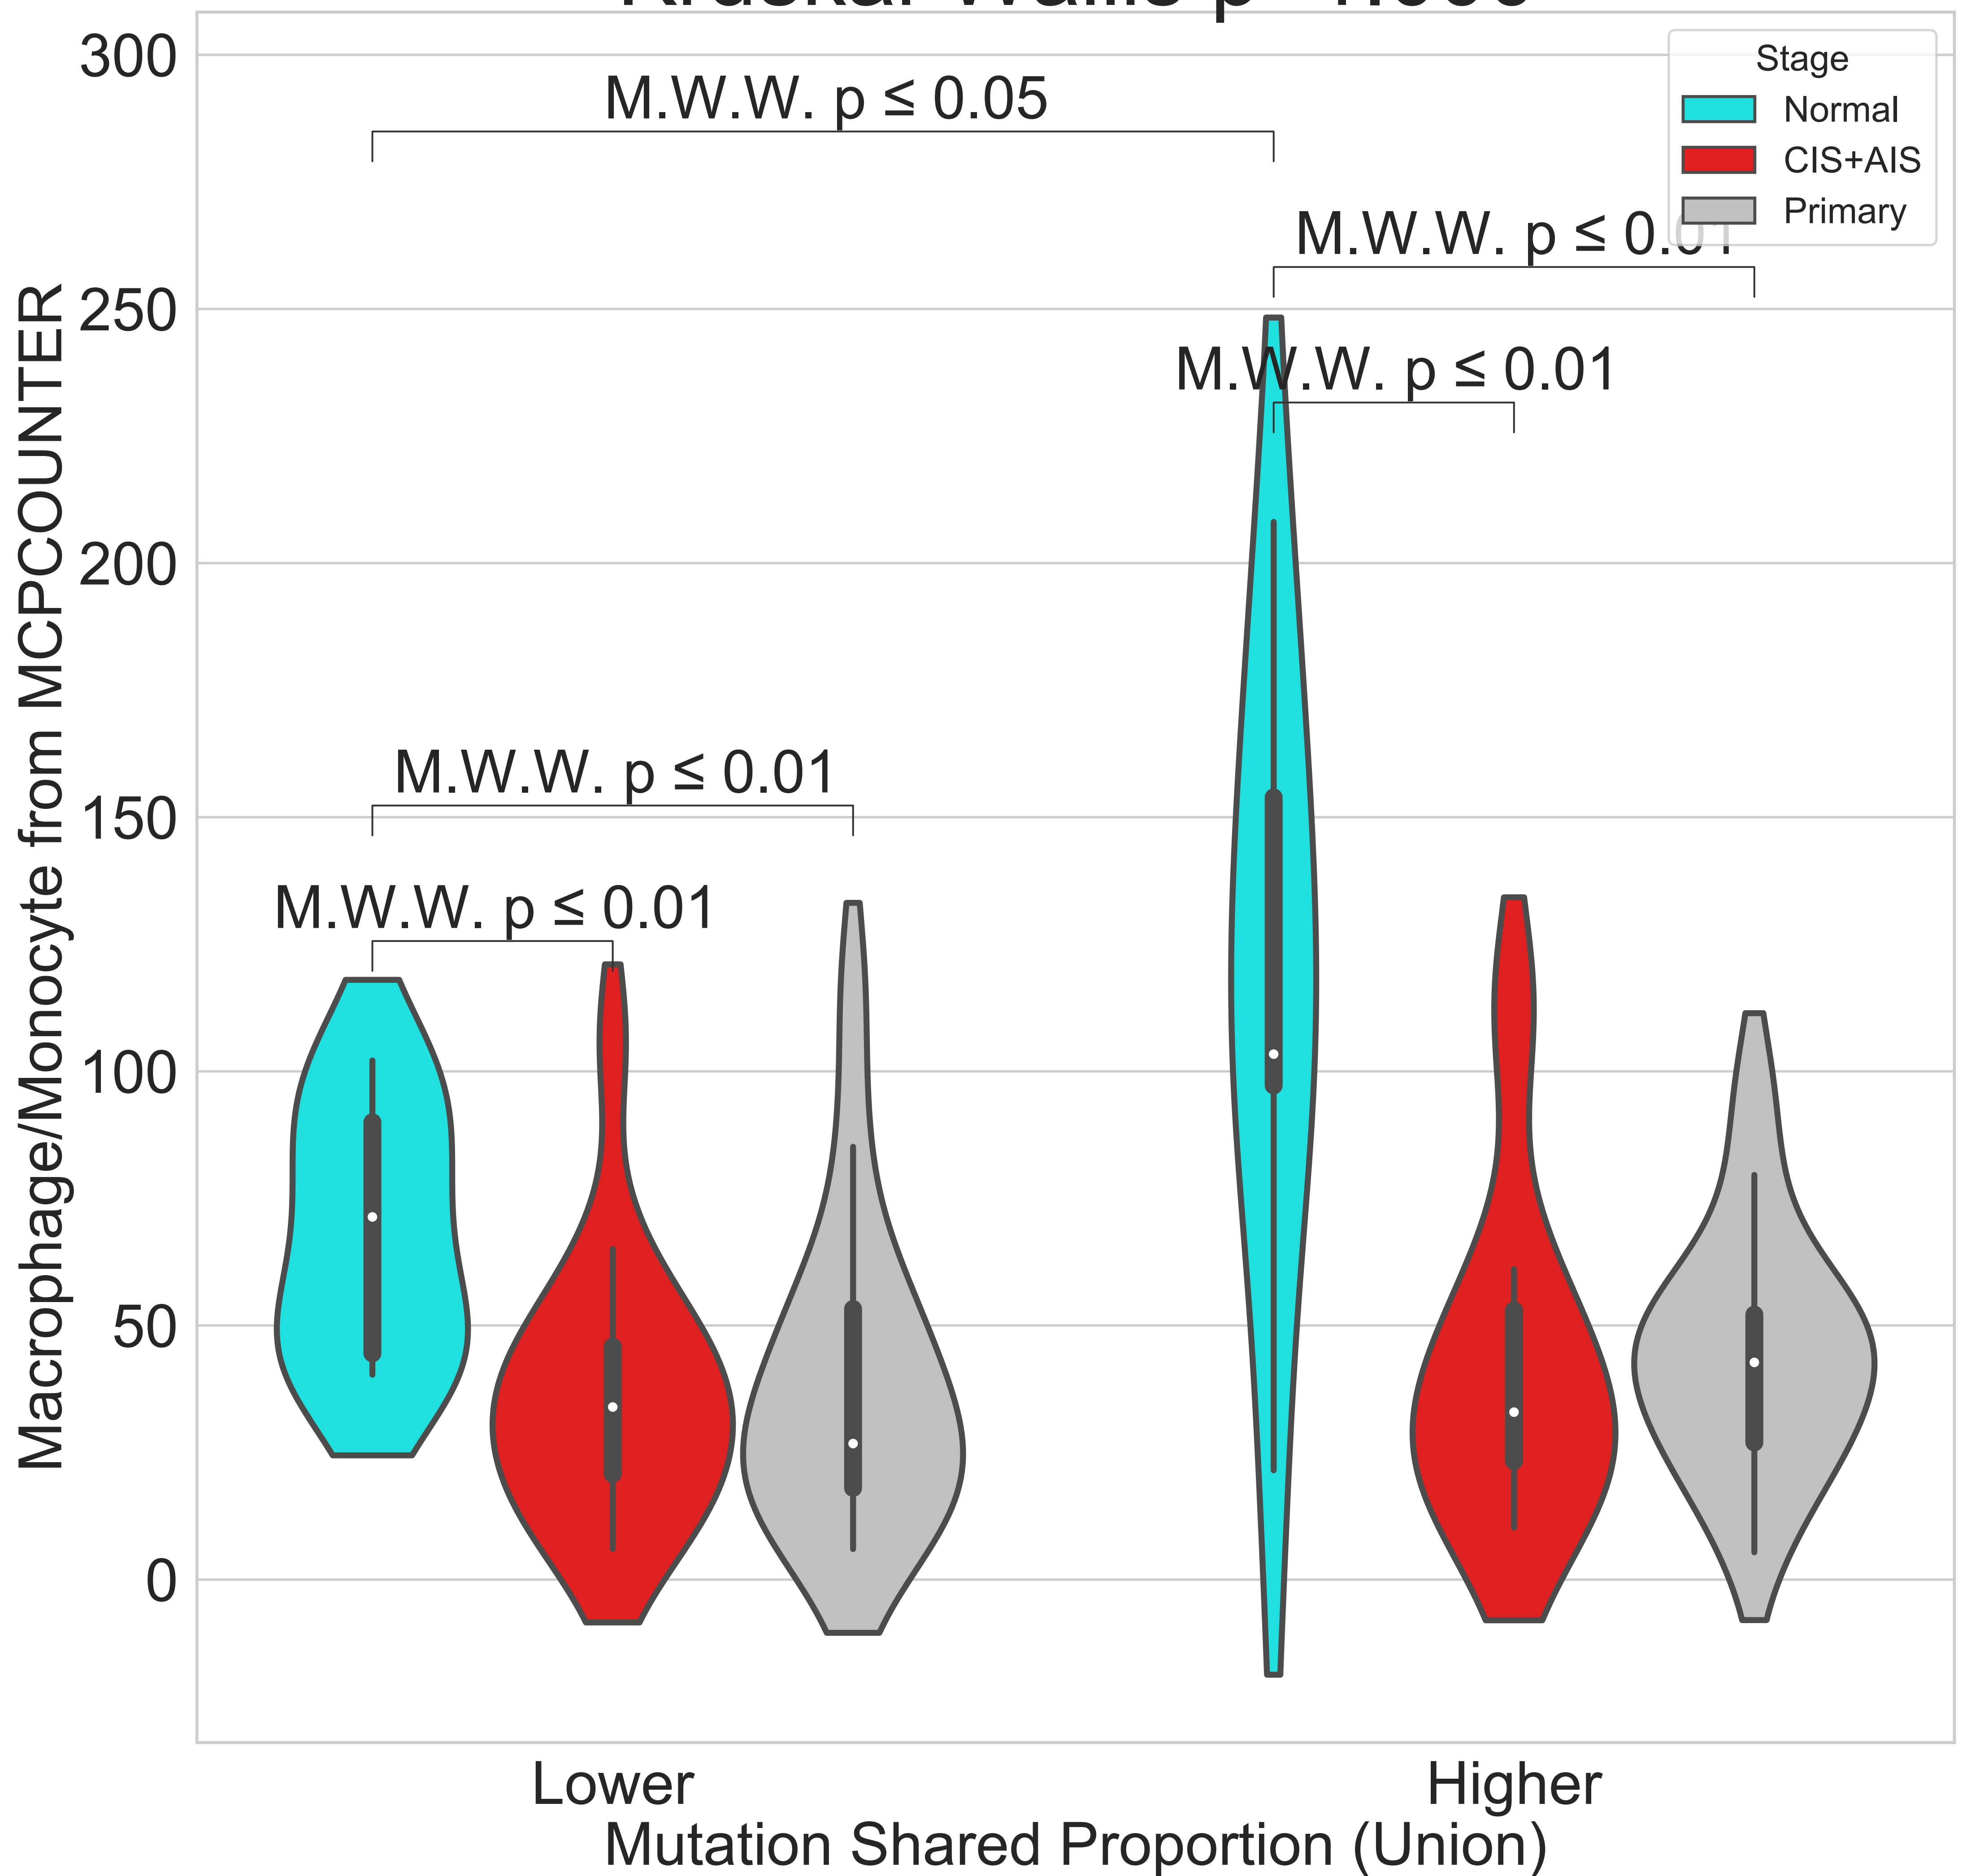 300
M.W.W. p ≤ 0.05
Stage
Normal
CIS+AIS
Primary
M.W.W. p ≤ 0.01
250
M.W.W. p ≤ 0.01
200
M.W.W. p ≤ 0.01
150
M.W.W. p ≤ 0.01
100
50
0
Macrophage/Monocyte from MCPCOUNTER
Lower
Higher
Mutation Shared Proportion (Union)